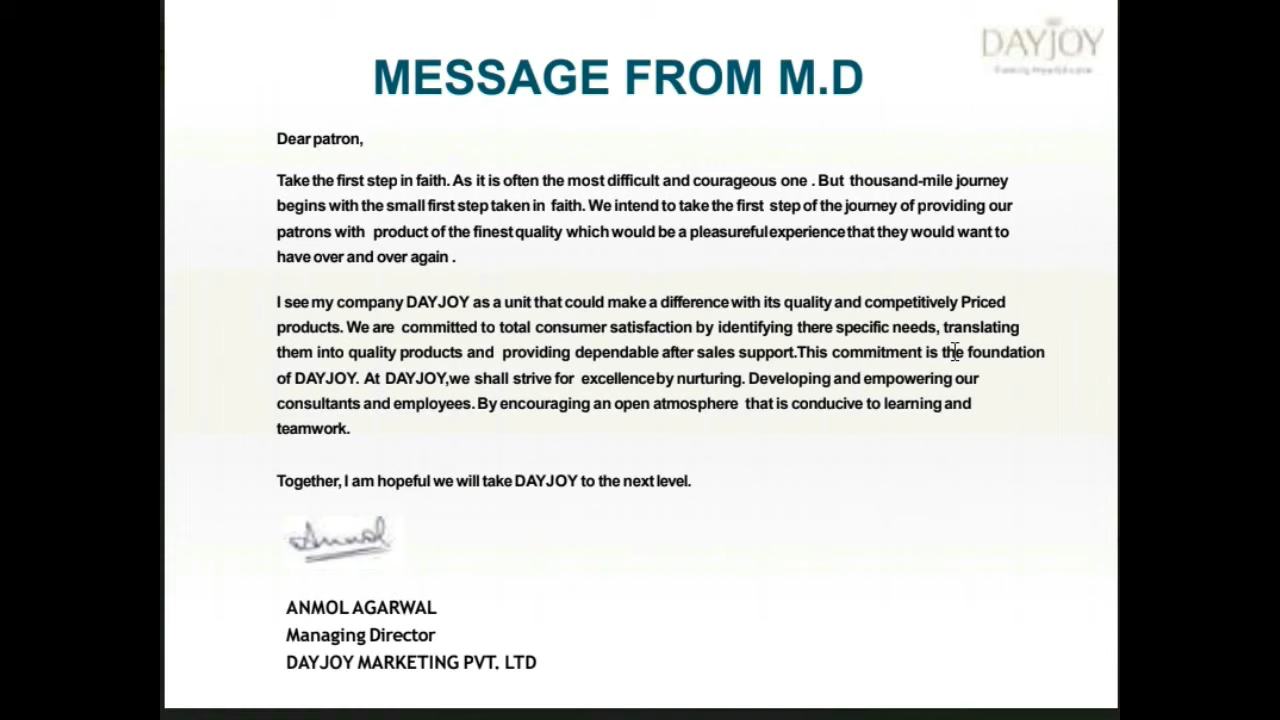 DAYJOY
MESSAGE FROM M.D
Dear patron,
Take the first step in faith. As it is often the most difficult and courageous one . But thousand-mile journey
begins with the small first step taken in faith. We intend to take the first step of the journey of providing our
patrons with product of the finest quality which would be a pleasureful experience that they would want to
have over and over again .
I see my company DAYJOY as a unit that could make a difference with its quality and competitively Priced
products. We are committed to total consumer satisfaction by identifying there specific needs, translating
them into quality products and providing dependable after sales support.This commitment is the foundation
of DAYJOY. At DAYJOY,we shall strive for excellence by nurturing. Developing and empowering our
consultants and employees. By encouraging an open atmosphere that is conducive to learning and
teamwork.
Together, I am hopeful we will take DAYJOY to the next level.
Anmol
ANMOL AGARWAL
Managing Director
DAYJOY MARKETING PVT. LTD